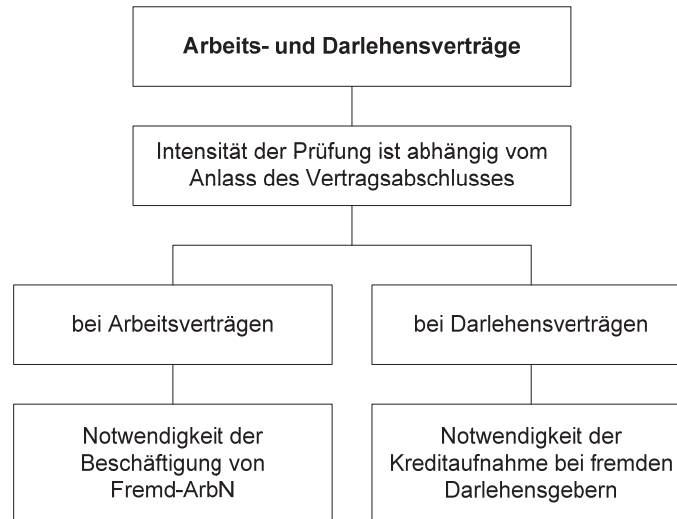 Arbeits- und Darlehensverträge
Intensität der Prüfung ist abhängig vom
Anlass des Vertragsabschlusses
bei Arbeitsverträgen
bei Darlehensverträgen
Notwendigkeit der
Beschäftigung von
Fremd-ArbN
Notwendigkeit der
Kreditaufnahme bei fremden
Darlehensgebern